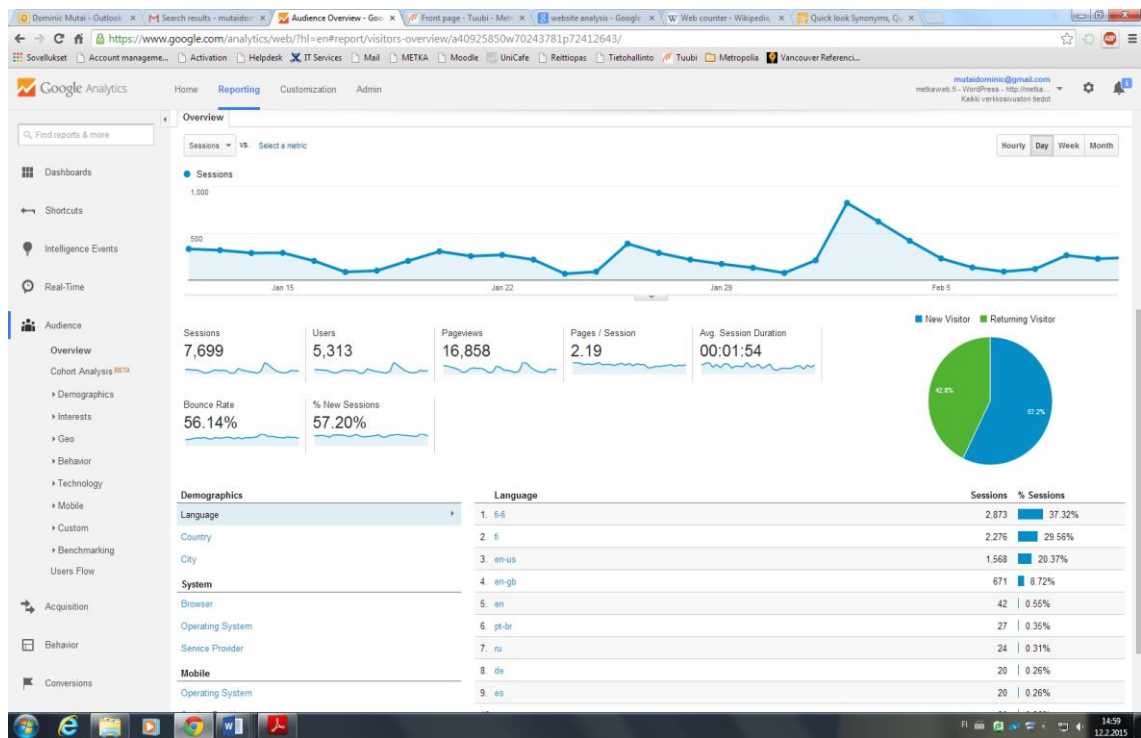 Dominic Mutai - Outlook
Search results - mutaidom
Audience Overview - Goo
Front page - Tuubi - Metr
website analysis - Google
Web counter - Wikipedia,
Quick look Synonyms, Qu
https://www.google.com/analytics/web/?hl=en#report/visitors-overview/a40925850w70243781p72412643/
Sovellukset Account manageme... Activation Helpdesk IT Services Mail METKA Moodle UniCafe Reittiopas Tietohallinto Tuubi Metropolia Vancouver Referenci...
Google Analytics
Home Reporting Customization Admin
mutaidominic@gmail.com
metkaweb.fi - WordPress - http://metka...
Kaikki verkkosivuston tiedot
Find reports & more
Dashboards
Shortcuts
Intelligence Events
Real-Time
Audience
Overview
Cohort Analysis BETA
Demographics
Interests
Geo
Behavior
Technology
Mobile
Custom
Benchmarking
Users Flow
Acquisition
Behavior
Conversions
Overview
Sessions VS. Select a metric
Hourly Day Week Month
Sessions
1,000
500
Jan 15 Jan 22 Jan 29 Feb 5
Sessions
7,699
Users
5,313
Pageviews
16,858
Pages / Session
2.19
Avg. Session Duration
00:01:54
Bounce Rate
56.14%
% New Sessions
57.20%
New Visitor Returning Visitor
42.8%
57.2%
Demographics
Language
Country
City
System
Browser
Operating System
Service Provider
Mobile
Operating System
Language Sessions % Sessions
1. fi-fi 2,873 37.32%
2. fi 2,276 29.56%
3. en-us 1,568 20.37%
4. en-gb 671 8.72%
5. en 42 0.55%
6. pt-br 27 0.35%
7. ru 24 0.31%
8. de 20 0.26%
9. es 20 0.26%
FI
14:59
12.2.2015